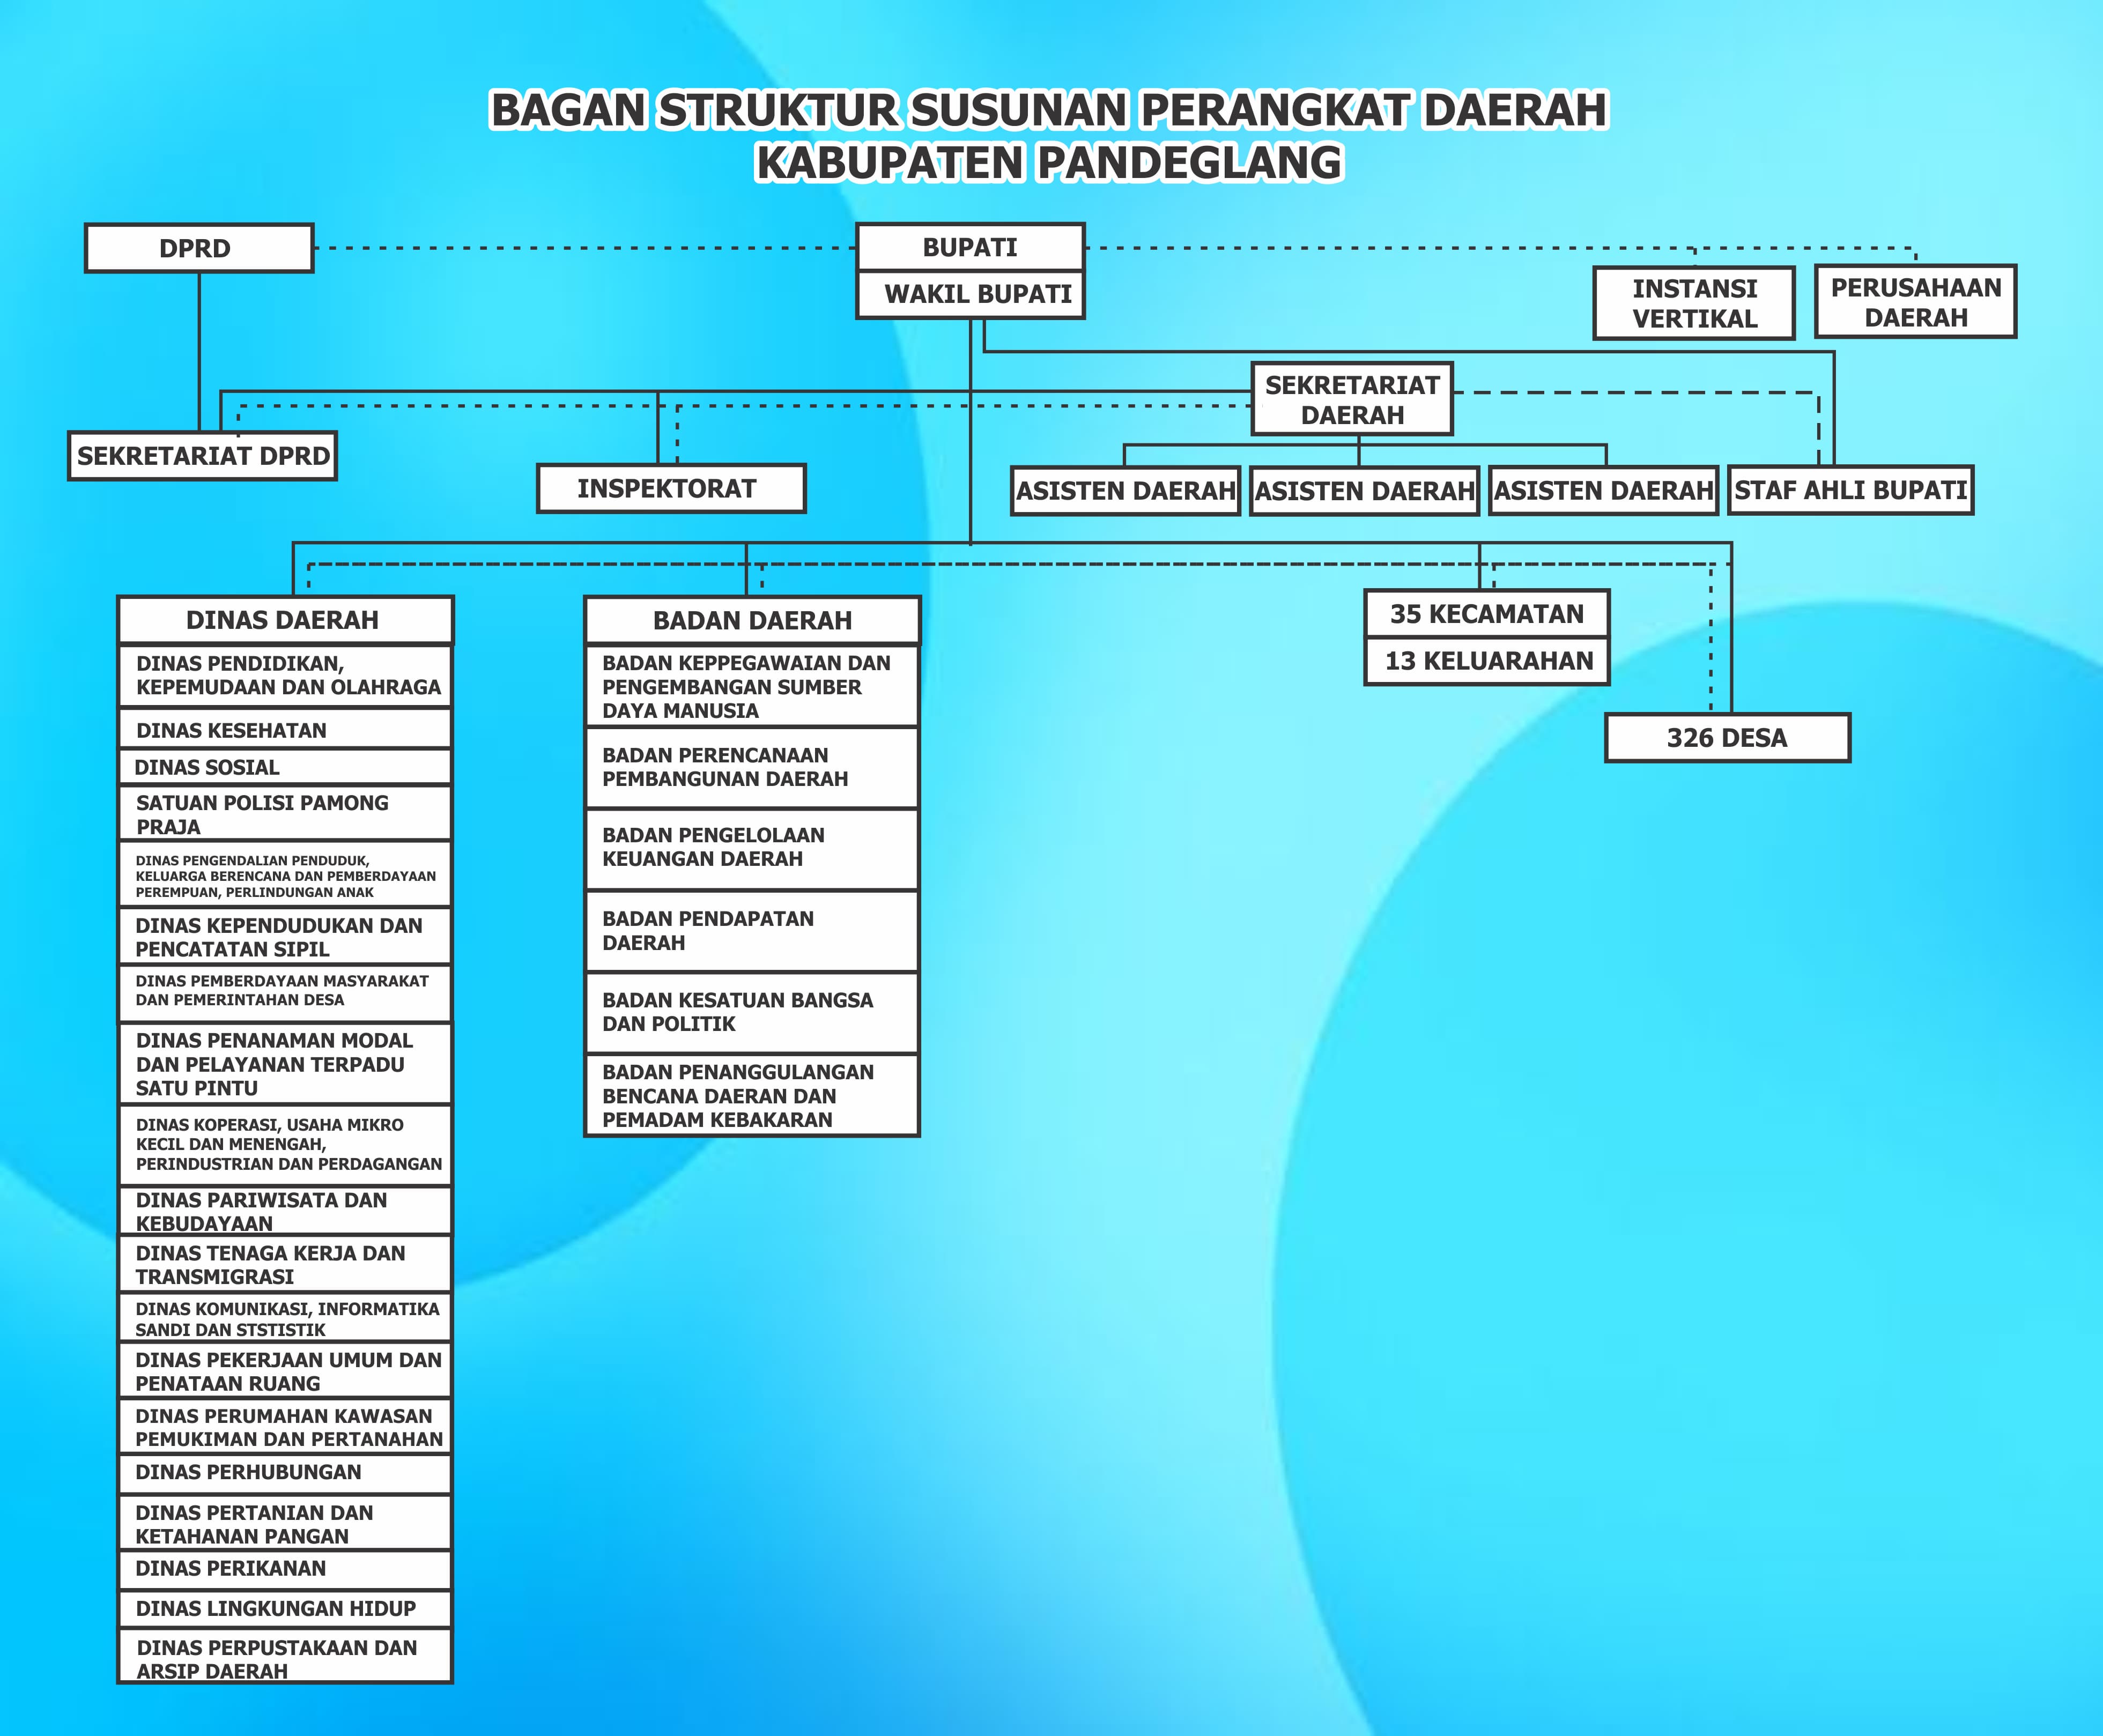 BAGAN STRUKTUR SUSUNAN PERANGKAT DAERAH
KABUPATEN PANDEGLANG
DPRD
BUPATI
WAKIL BUPATI
INSTANSI
VERTIKAL
PERUSAHAAN
DAERAH
SEKRETARIAT
DAERAH
SEKRETARIAT DPRD
INSPEKTORAT
ASISTEN DAERAH
ASISTEN DAERAH
ASISTEN DAERAH
STAF AHLI BUPATI
DINAS DAERAH
DINAS PENDIDIKAN,
KEPEMUDAAN DAN OLAHRAGA
DINAS KESEHATAN
DINAS SOSIAL
SATUAN POLISI PAMONG
PRAJA
DINAS PENGENDALIAN PENDUDUK,
KELUARGA BERENCANA DAN PEMBERDAYAAN
PEREMPUAN, PERLINDUNGAN ANAK
DINAS KEPENDUDUKAN DAN
PENCATATAN SIPIL
DINAS PEMBERDAYAAN MASYARAKAT
DAN PEMERINTAHAN DESA
DINAS PENANAMAN MODAL
DAN PELAYANAN TERPADU
SATU PINTU
DINAS KOPERASI, USAHA MIKRO
KECIL DAN MENENGAH,
PERINDUSTRIAN DAN PERDAGANGAN
DINAS PARIWISATA DAN
KEBUDAYAAN
DINAS TENAGA KERJA DAN
TRANSMIGRASI
DINAS KOMUNIKASI, INFORMATIKA
SANDI DAN STSTISTIK
DINAS PEKERJAAN UMUM DAN
PENATAAN RUANG
DINAS PERUMAHAN KAWASAN
PEMUKIMAN DAN PERTANAHAN
DINAS PERHUBUNGAN
DINAS PERTANIAN DAN
KETAHANAN PANGAN
DINAS PERIKANAN
DINAS LINGKUNGAN HIDUP
DINAS PERPUSTAKAAN DAN
ARSIP DAERAH
BADAN DAERAH
BADAN KEPPEGAWAIAN DAN
PENGEMBANGAN SUMBER
DAYA MANUSIA
BADAN PERENCANAAN
PEMBANGUNAN DAERAH
BADAN PENGELOLAAN
KEUANGAN DAERAH
BADAN PENDAPATAN
DAERAH
BADAN KESATUAN BANGSA
DAN POLITIK
BADAN PENANGGULANGAN
BENCANA DAERAN DAN
PEMADAM KEBAKARAN
35 KECAMATAN
13 KELUARAHAN
326 DESA